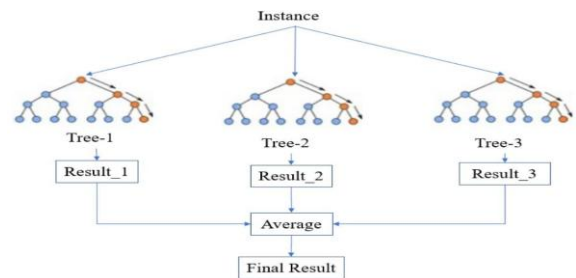 Instance
Tree-1
Tree-2
Tree-3
Result_1
Result_2
Result_3
Average
Final Result